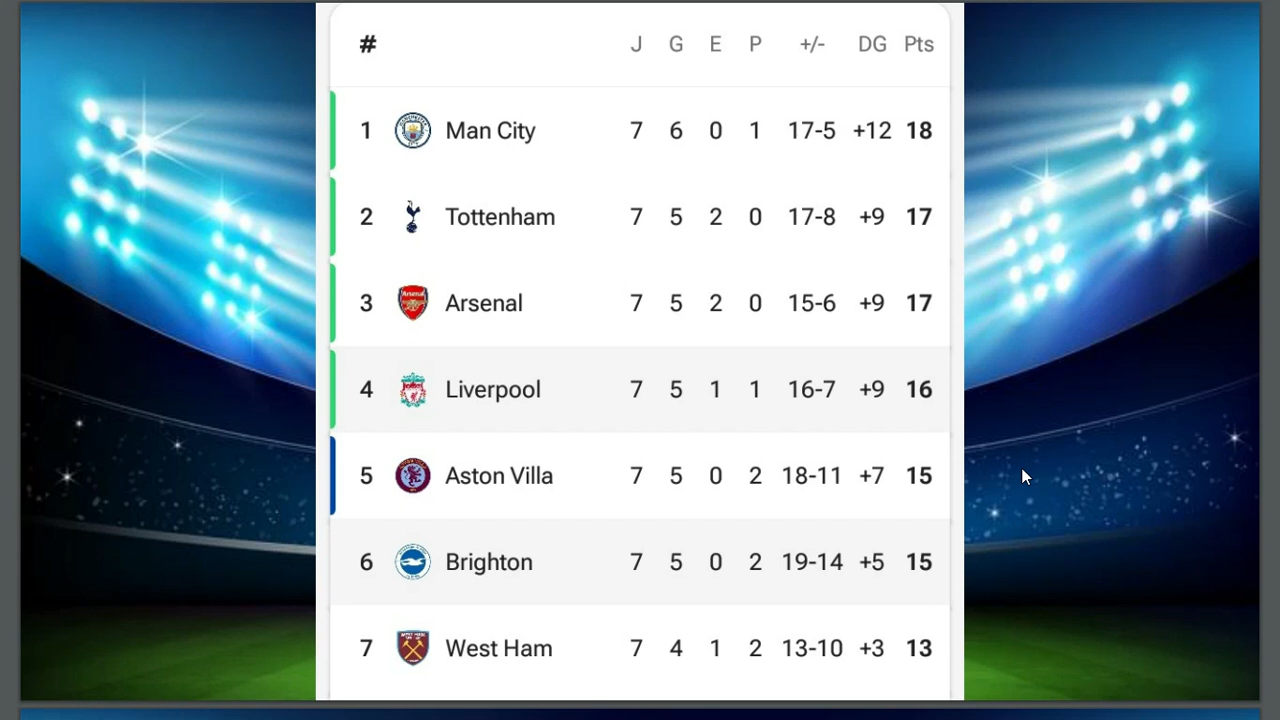 # J G E P +/- DG Pts
1 Man City 7 6 0 1 17-5 +12 18
2 Tottenham 7 5 2 0 17-8 +9 17
3 Arsenal 7 5 2 0 15-6 +9 17
4 Liverpool 7 5 1 1 16-7 +9 16
5 Aston Villa 7 5 0 2 18-11 +7 15
6 Brighton 7 5 0 2 19-14 +5 15
7 West Ham 7 4 1 2 13-10 +3 13